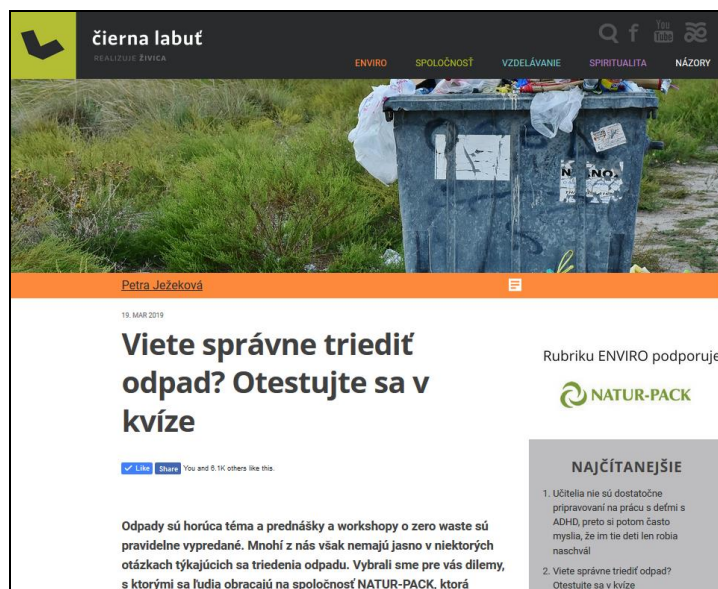 čierna labuť
REALIZUJE ŽIVICA
You
Tube
ENVIRO SPOLOČNOSŤ VZDELÁVANIE SPIRITUALITA NÁZORY
Petra Ježeková
19. MAR 2019
Viete správne triediť
odpad? Otestujte sa v
kvíze
Like Share You and 6.1K others like this.
Odpady sú horúca téma a prednášky a workshopy o zero waste sú
pravidelne vypredané. Mnohí z nás však nemajú jasno v niektorých
otázkach týkajúcich sa triedenia odpadu. Vybrali sme pre vás dilemy,
s ktorými sa ľudia obracajú na spoločnosť NATUR-PACK, ktorá
Rubriku ENVIRO podporuje
NATUR-PACK
NAJČÍTANEJŠIE
1. Učitelia nie sú dostatočne
pripravovaní na prácu s deťmi s
ADHD, preto si potom často
myslia, že im tie deti len robia
naschvál
2. Viete správne triediť odpad?
Otestujte sa v kvíze